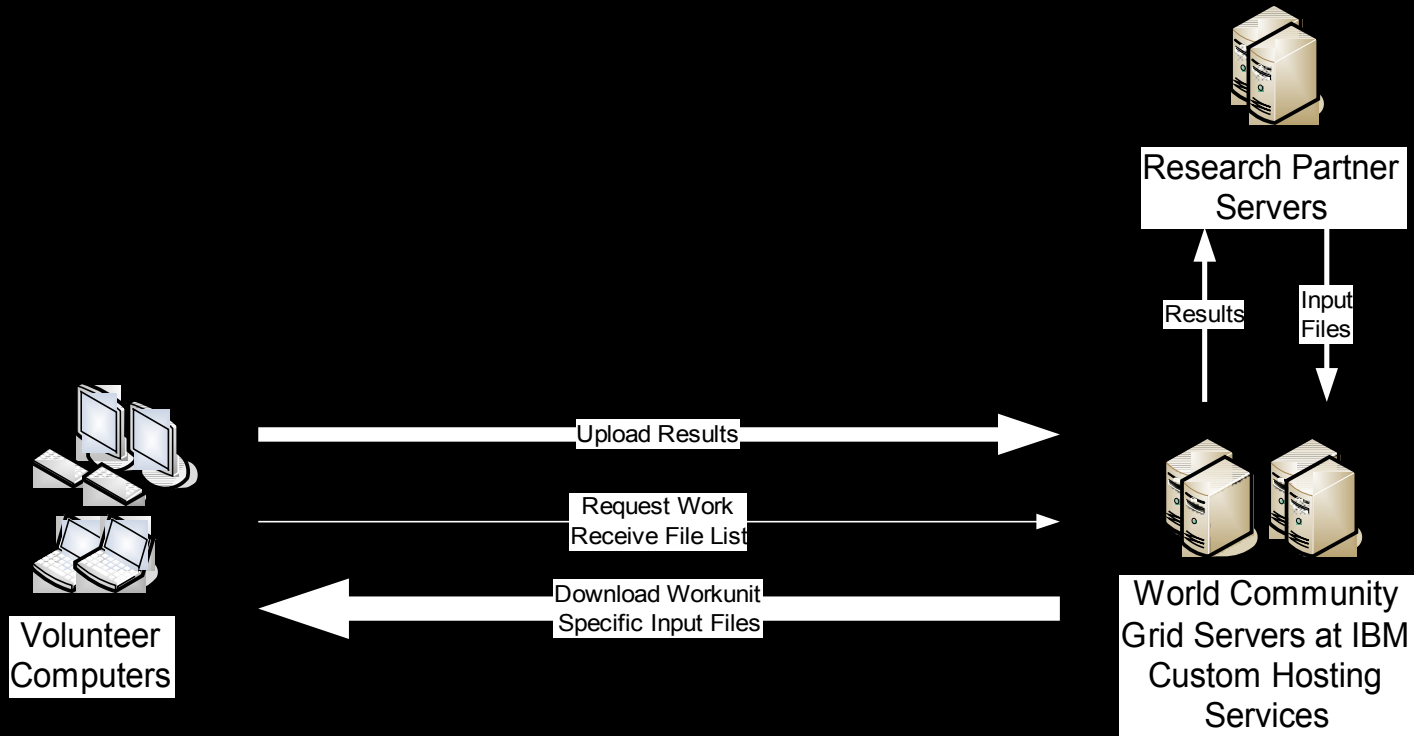 Research Partner
Servers
Results
Input
Files
Upload Results
Request Work
Receive File List
Download Workunit
Specific Input Files
Volunteer
Computers
World Community
Grid Servers at IBM
Custom Hosting
Services